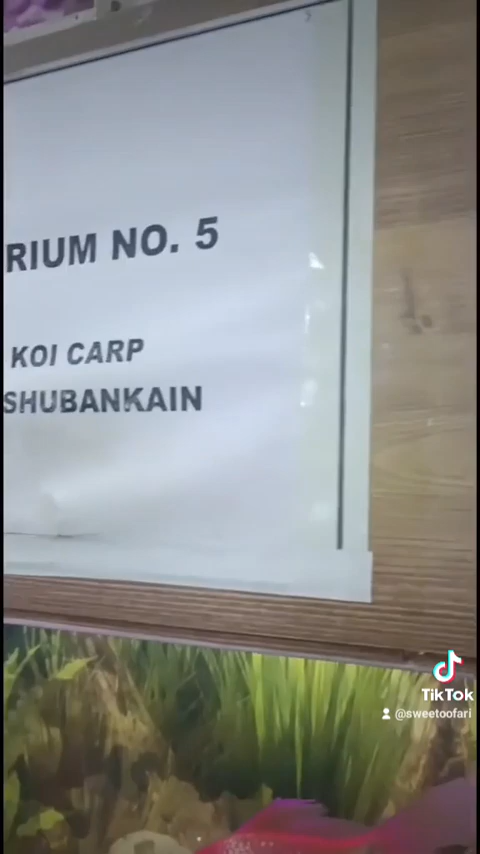 RIUM NO. 5
KOI CARP
SHUBANKAIN
TikTok
@sweetoofari